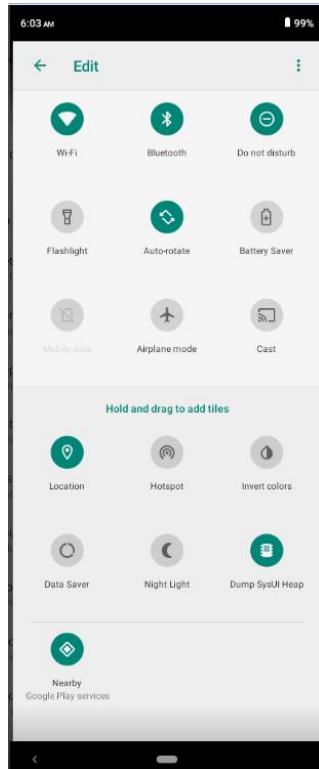 6:03 AM 99%
Edit
Wi-Fi Bluetooth Do not disturb
Flashlight Auto-rotate Battery Saver
Mobile data Airplane mode Cast
Hold and drag to add tiles
Location Hotspot Invert colors
Data Saver Night Light Dump SysUI Heap
Nearby
Google Play services